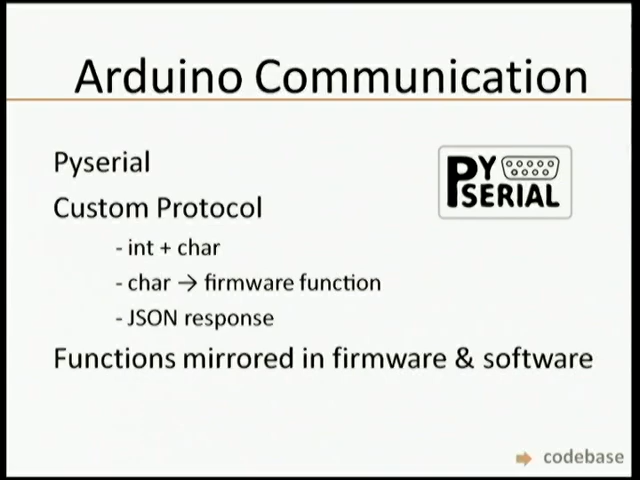 Arduino Communication
Pyserial
PY SERIAL
Custom Protocol
- int + char
- char → firmware function
- JSON response
Functions mirrored in firmware & software
codebase